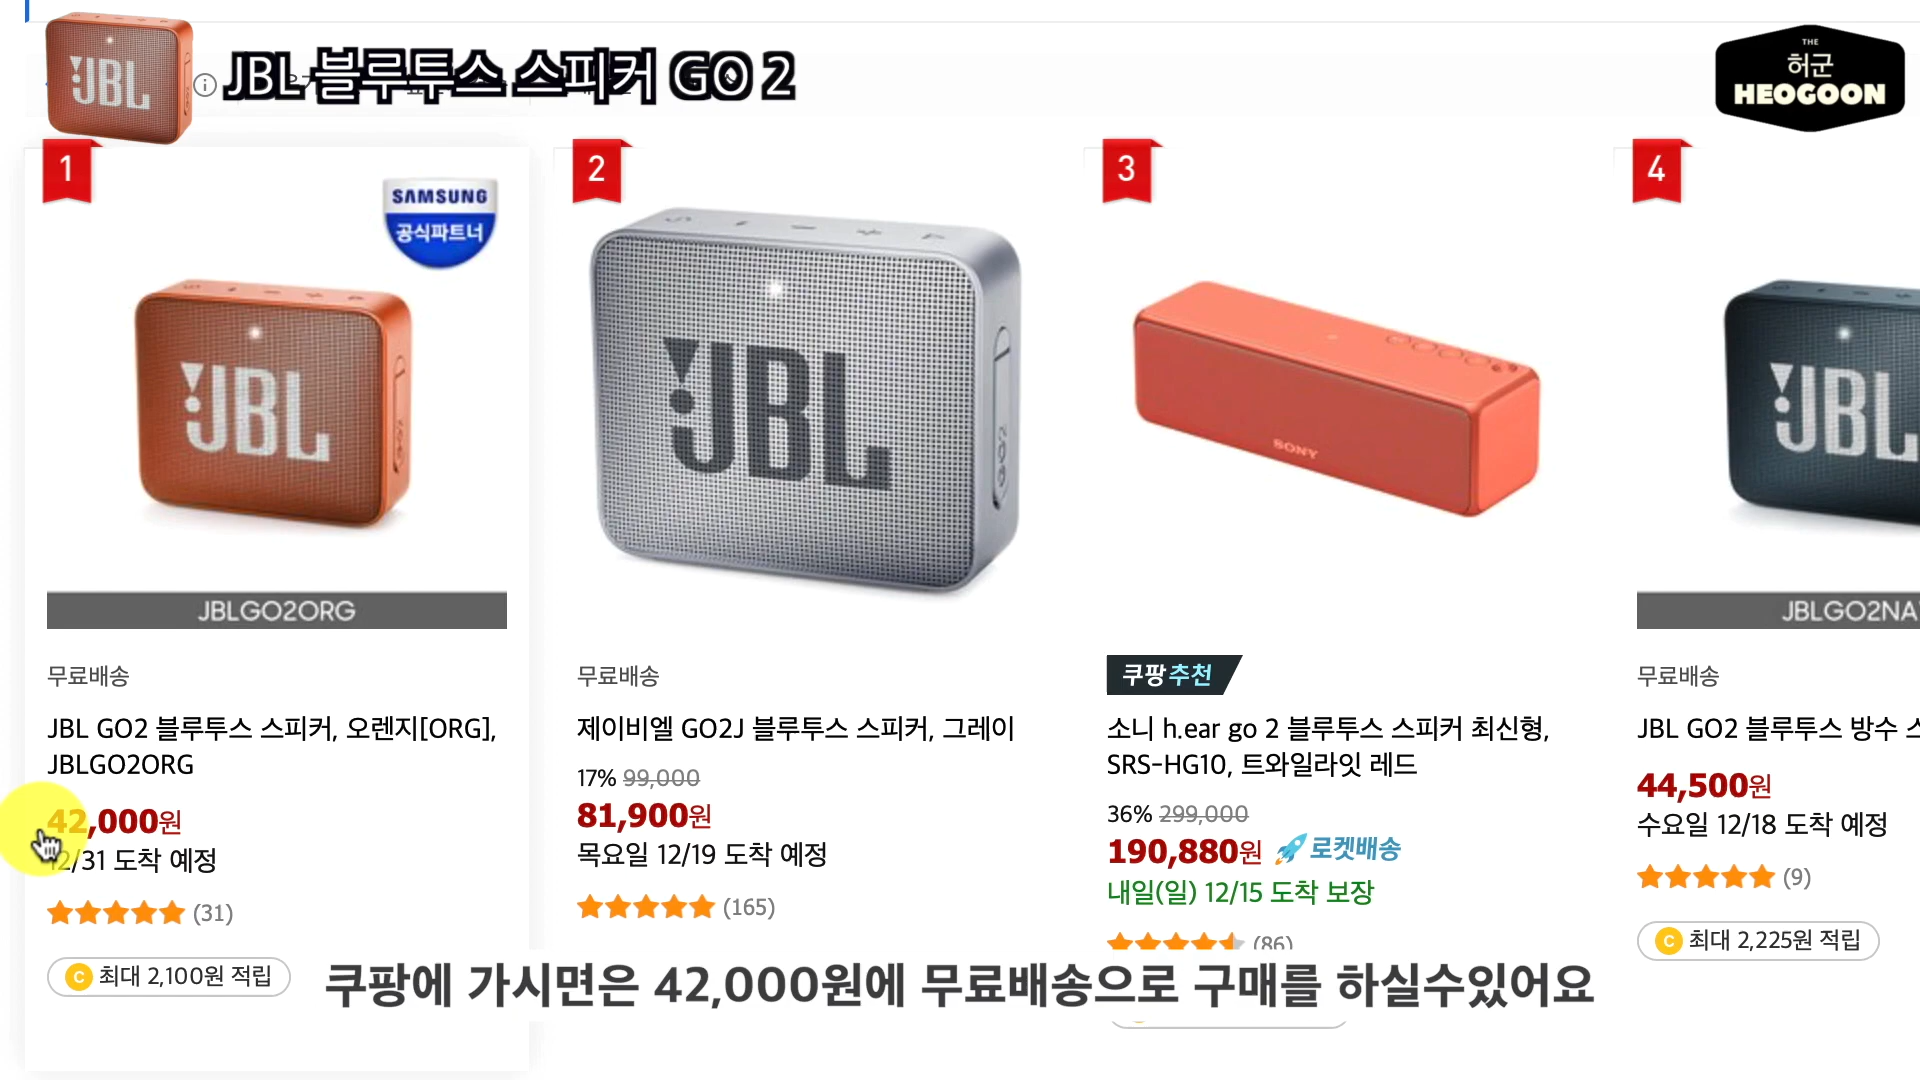 JBL
JBL 블루투스 스피커 GO 2
THE
허군
HEOGOON
1
SAMSUNG
공식파트너
JBL
GO2
JBLGO2ORG
무료배송
JBL GO2 블루투스 스피커, 오렌지[ORG],
JBLGO2ORG
42,000원
12/31 도착 예정
(31)
C 최대 2,100원 적립
2
JBL
GO2
무료배송
제이비엘 GO2J 블루투스 스피커, 그레이
17% 99,000
81,900원
목요일 12/19 도착 예정
(165)
3
SONY
쿠팡추천
소니 h.ear go 2 블루투스 스피커 최신형,
SRS-HG10, 트와일라잇 레드
36% 299,000
190,880원 로켓배송
내일(일) 12/15 도착 보장
(86)
4
JBL
JBLGO2NA
무료배송
JBL GO2 블루투스 방수 스
44,500원
수요일 12/18 도착 예정
(9)
C 최대 2,225원 적립
쿠팡에 가시면은 42,000원에 무료배송으로 구매를 하실수있어요